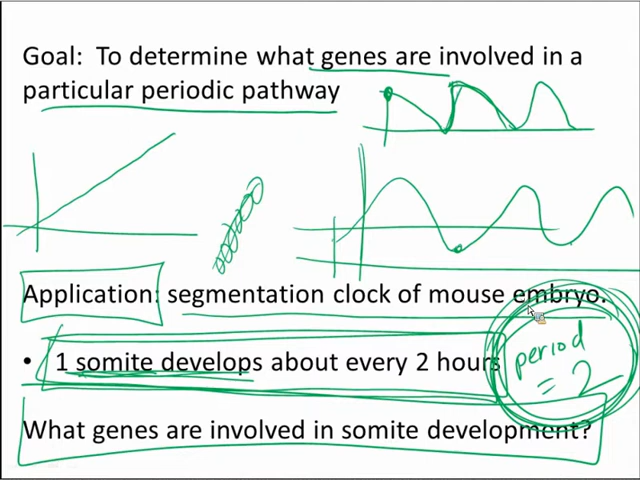 Goal: To determine what genes are involved in a
particular periodic pathway
Application: segmentation clock of mouse embryo.
• 1 somite develops about every 2 hours
period
= 2
What genes are involved in somite development?